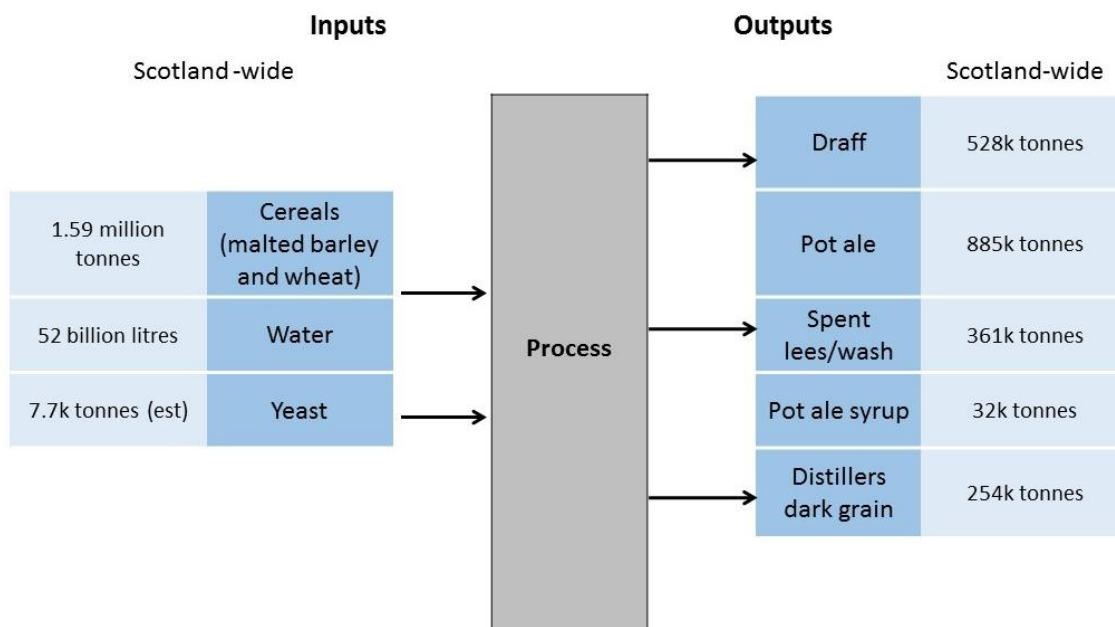 Inputs
Outputs
Scotland -wide
Scotland-wide
1.59 million
tonnes
Cereals
(malted barley
and wheat)
52 billion litres
Water
7.7k tonnes (est)
Yeast
Process
Draff
528k tonnes
Pot ale
885k tonnes
Spent
lees/wash
361k tonnes
Pot ale syrup
32k tonnes
Distillers
dark grain
254k tonnes